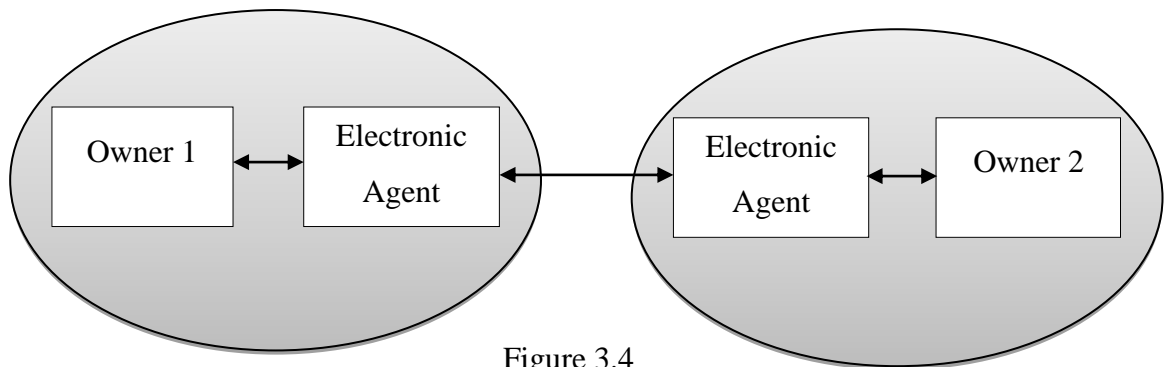 Owner 1
Electronic
Agent
Electronic
Agent
Owner 2
Figure 3.4